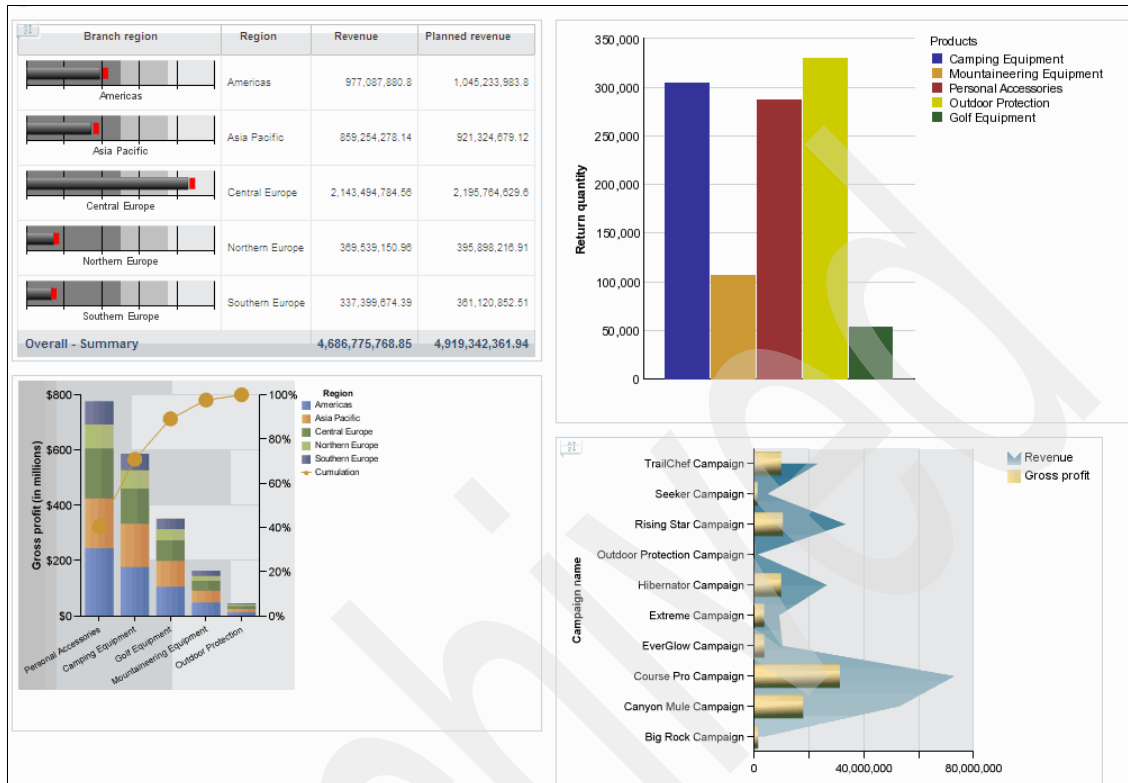 Branch region Region Revenue Planned revenue
Americas Americas 977,087,880.8 1,045,233,983.8
Asia Pacific Asia Pacific 859,254,278.14 921,324,679.12
Central Europe Central Europe 2,143,494,784.56 2,195,764,629.6
Northern Europe Northern Europe 369,539,150.96 395,898,216.91
Southern Europe Southern Europe 337,399,674.39 361,120,852.51
Overall - Summary 4,686,775,768.85 4,919,342,361.94
350,000
300,000
250,000
200,000
150,000
100,000
50,000
0
Return quantity
Products
Camping Equipment
Mountaineering Equipment
Personal Accessories
Outdoor Protection
Golf Equipment
$800
$600
$400
$200
$0
Gross profit (in millions)
100%
80%
60%
40%
20%
0%
Personal Accessories
Camping Equipment
Golf Equipment
Mountaineering Equipment
Outdoor Protection
Region
Americas
Asia Pacific
Central Europe
Northern Europe
Southern Europe
Cumulation
Campaign name
TrailChef Campaign
Seeker Campaign
Rising Star Campaign
Outdoor Protection Campaign
Hibernator Campaign
Extreme Campaign
EverGlow Campaign
Course Pro Campaign
Canyon Mule Campaign
Big Rock Campaign
0 40,000,000 80,000,000
Revenue
Gross profit